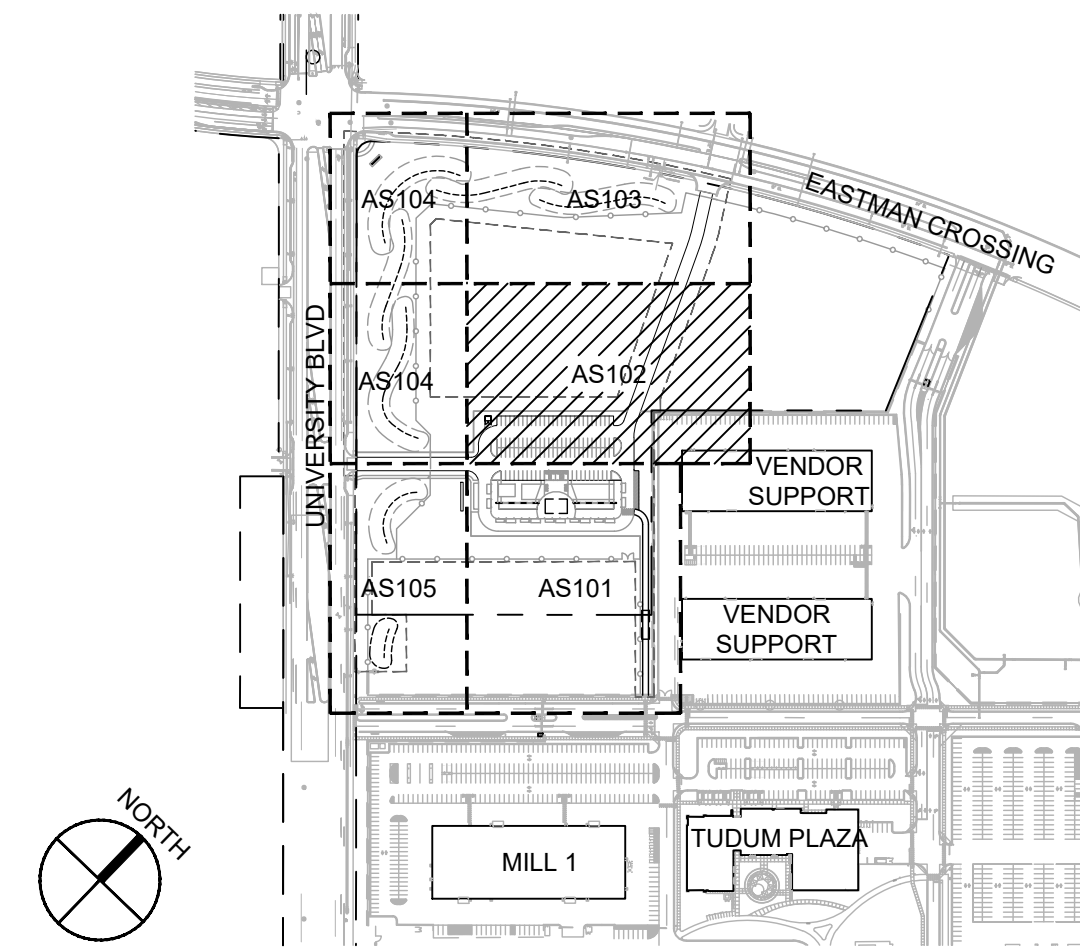 EASTMAN CROSSING
AS104
AS103
UNIVERSITY BLVD
AS104
AS102
VENDOR
SUPPORT
AS105
AS101
VENDOR
SUPPORT
NORTH
MILL 1
TUDUM PLAZA